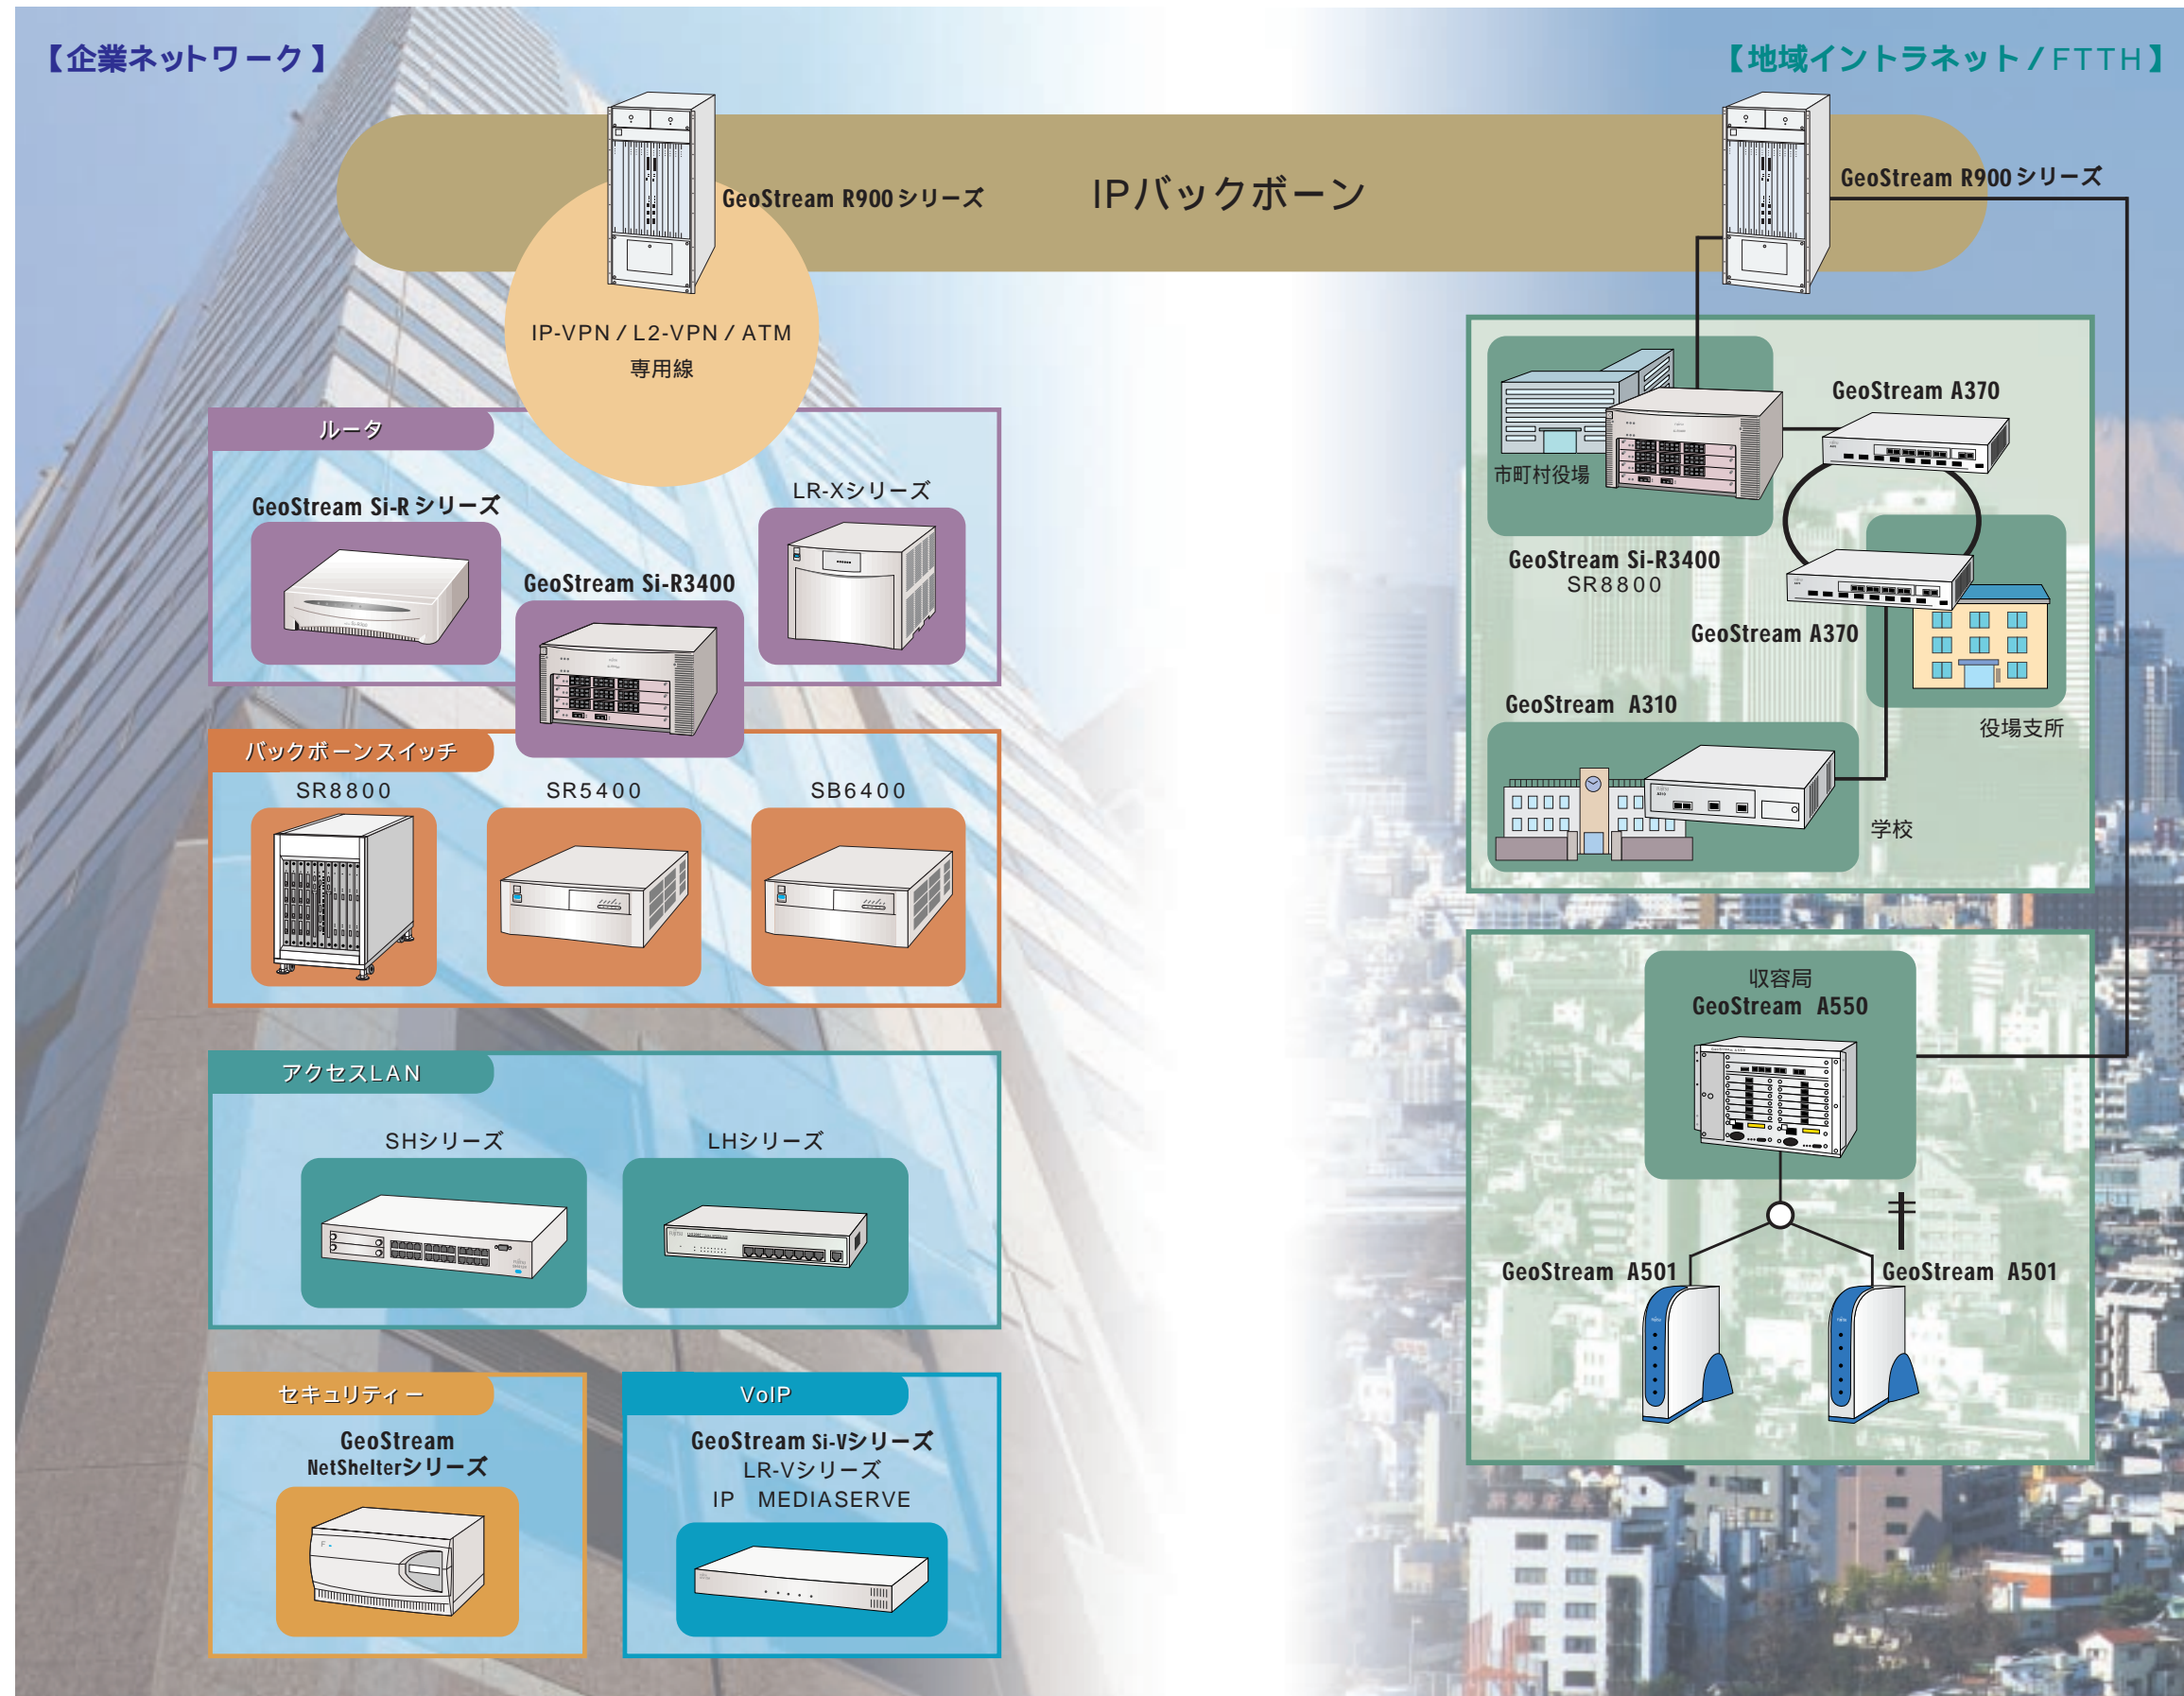 【企業ネットワーク】
【地域イントラネット/FTTH】
GeoStream R900シリーズ
IPバックボーン
GeoStream R900シリーズ
IP-VPN/L2-VPN/ATM
専用線
ルータ
GeoStream Si-Rシリーズ
LR-Xシリーズ
GeoStream Si-R3400
バックボーンスイッチ
SR8800
SR5400
SB6400
アクセスLAN
SHシリーズ
LHシリーズ
セキュリティー
GeoStream
NetShelterシリーズ
VoIP
GeoStream Si-Vシリーズ
LR-Vシリーズ
IP MEDIASERVE
市町村役場
GeoStream A370
GeoStream Si-R3400
SR8800
GeoStream A370
役場支所
GeoStream A310
学校
収容局
GeoStream A550
GeoStream A501
GeoStream A501